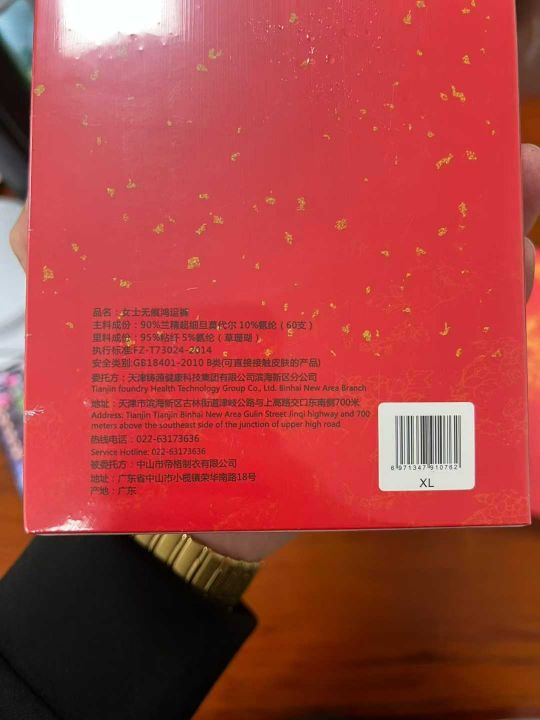 品名：女士无痕鸿运裤
主料成份：90%兰精超细旦莫代尔 10%氨纶（60支）
里料成份：95%粘纤 5%氨纶（草珊瑚）
执行标准:FZ-T73024-2014
安全类别:GB18401-2010 B类(可直接接触皮肤的产品)
委托方：天津铸源健康科技集团有限公司滨海新区分公司
Tianjin foundry Health Technology Group Co., Ltd. Binhai New Area Branch
地址：天津市滨海新区古林街道津岐公路与上高路交口东南侧700米
Address: Tianjin Tianjin Binhai New Area Gulin Street Jinqi highway and 700
meters above the southeast side of the junction of upper high road
热线电话：022-63173636
Service Hotline: 022-63173636
被委托方：中山市帝格制衣有限公司
地址：广东省中山市小榄镇荣华南路18号
产地：广东
6971347910762
XL